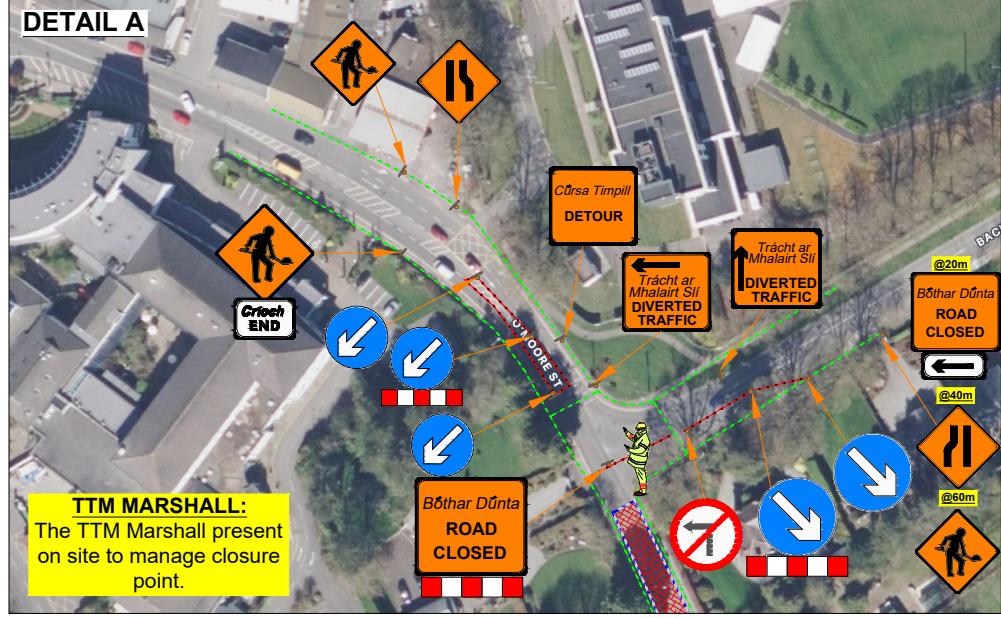 DETAIL A
Cúrsa Timpill
DETOUR
Trácht ar
Mhalairt Slí
DIVERTED
TRAFFIC
Trácht ar
Mhalairt Slí
DIVERTED
TRAFFIC
BAC
@20m
Bóthar Dúnta
ROAD
CLOSED
@40m
@60m
Críoch
END
O'MOORE ST
Bóthar Dúnta
ROAD
CLOSED
TTM MARSHALL:
The TTM Marshall present
on site to manage closure
point.